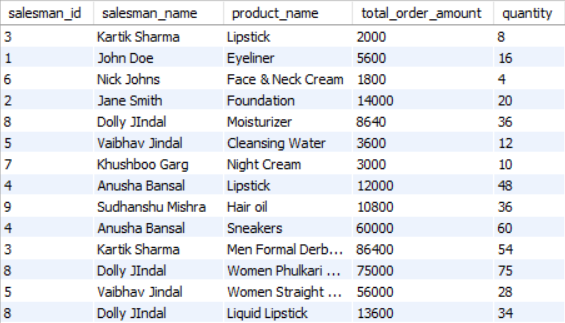 salesman_id salesman_name product_name total_order_amount quantity
3 Kartik Sharma Lipstick 2000 8
1 John Doe Eyeliner 5600 16
6 Nick Johns Face & Neck Cream 1800 4
2 Jane Smith Foundation 14000 20
8 Dolly JIndal Moisturizer 8640 36
5 Vaibhav Jindal Cleansing Water 3600 12
7 Khushboo Garg Night Cream 3000 10
4 Anusha Bansal Lipstick 12000 48
9 Sudhanshu Mishra Hair oil 10800 36
4 Anusha Bansal Sneakers 60000 60
3 Kartik Sharma Men Formal Derb... 86400 54
8 Dolly JIndal Women Phulkari ... 75000 75
5 Vaibhav Jindal Women Straight ... 56000 28
8 Dolly JIndal Liquid Lipstick 13600 34